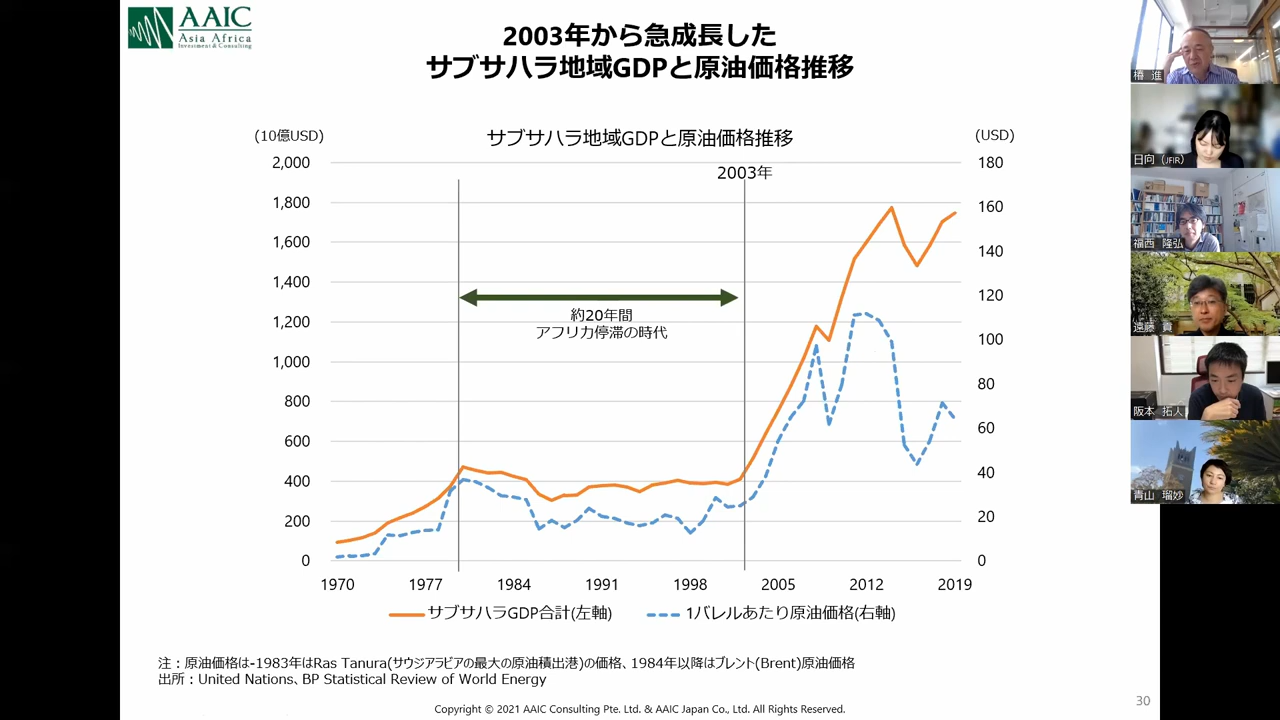 AAIC
Asia Africa
Investment & Consulting
2003年から急成長した
サブサハラ地域GDPと原油価格推移
(10億USD)
サブサハラ地域GDPと原油価格推移
(USD)
2,000
1,800
1,600
1,400
1,200
1,000
800
600
400
200
0
180
160
140
120
100
80
60
40
20
0
2003年
約20年間
アフリカ停滞の時代
1970
1977
1984
1991
1998
2005
2012
2019
サブサハラGDP合計(左軸)
1バレルあたり原油価格(右軸)
注：原油価格は-1983年はRas Tanura(サウジアラビアの最大の原油積出港)の価格、1984年以降はブレント(Brent)原油価格
出所：United Nations、BP Statistical Review of World Energy
Copyright © 2021 AAIC Consulting Pte. Ltd. & AAIC Japan Co., Ltd. All Rights Reserved.
30
椿 進
日向（JFIR）
福西 隆弘
遠藤 貢
阪本 拓人
青山 瑠妙